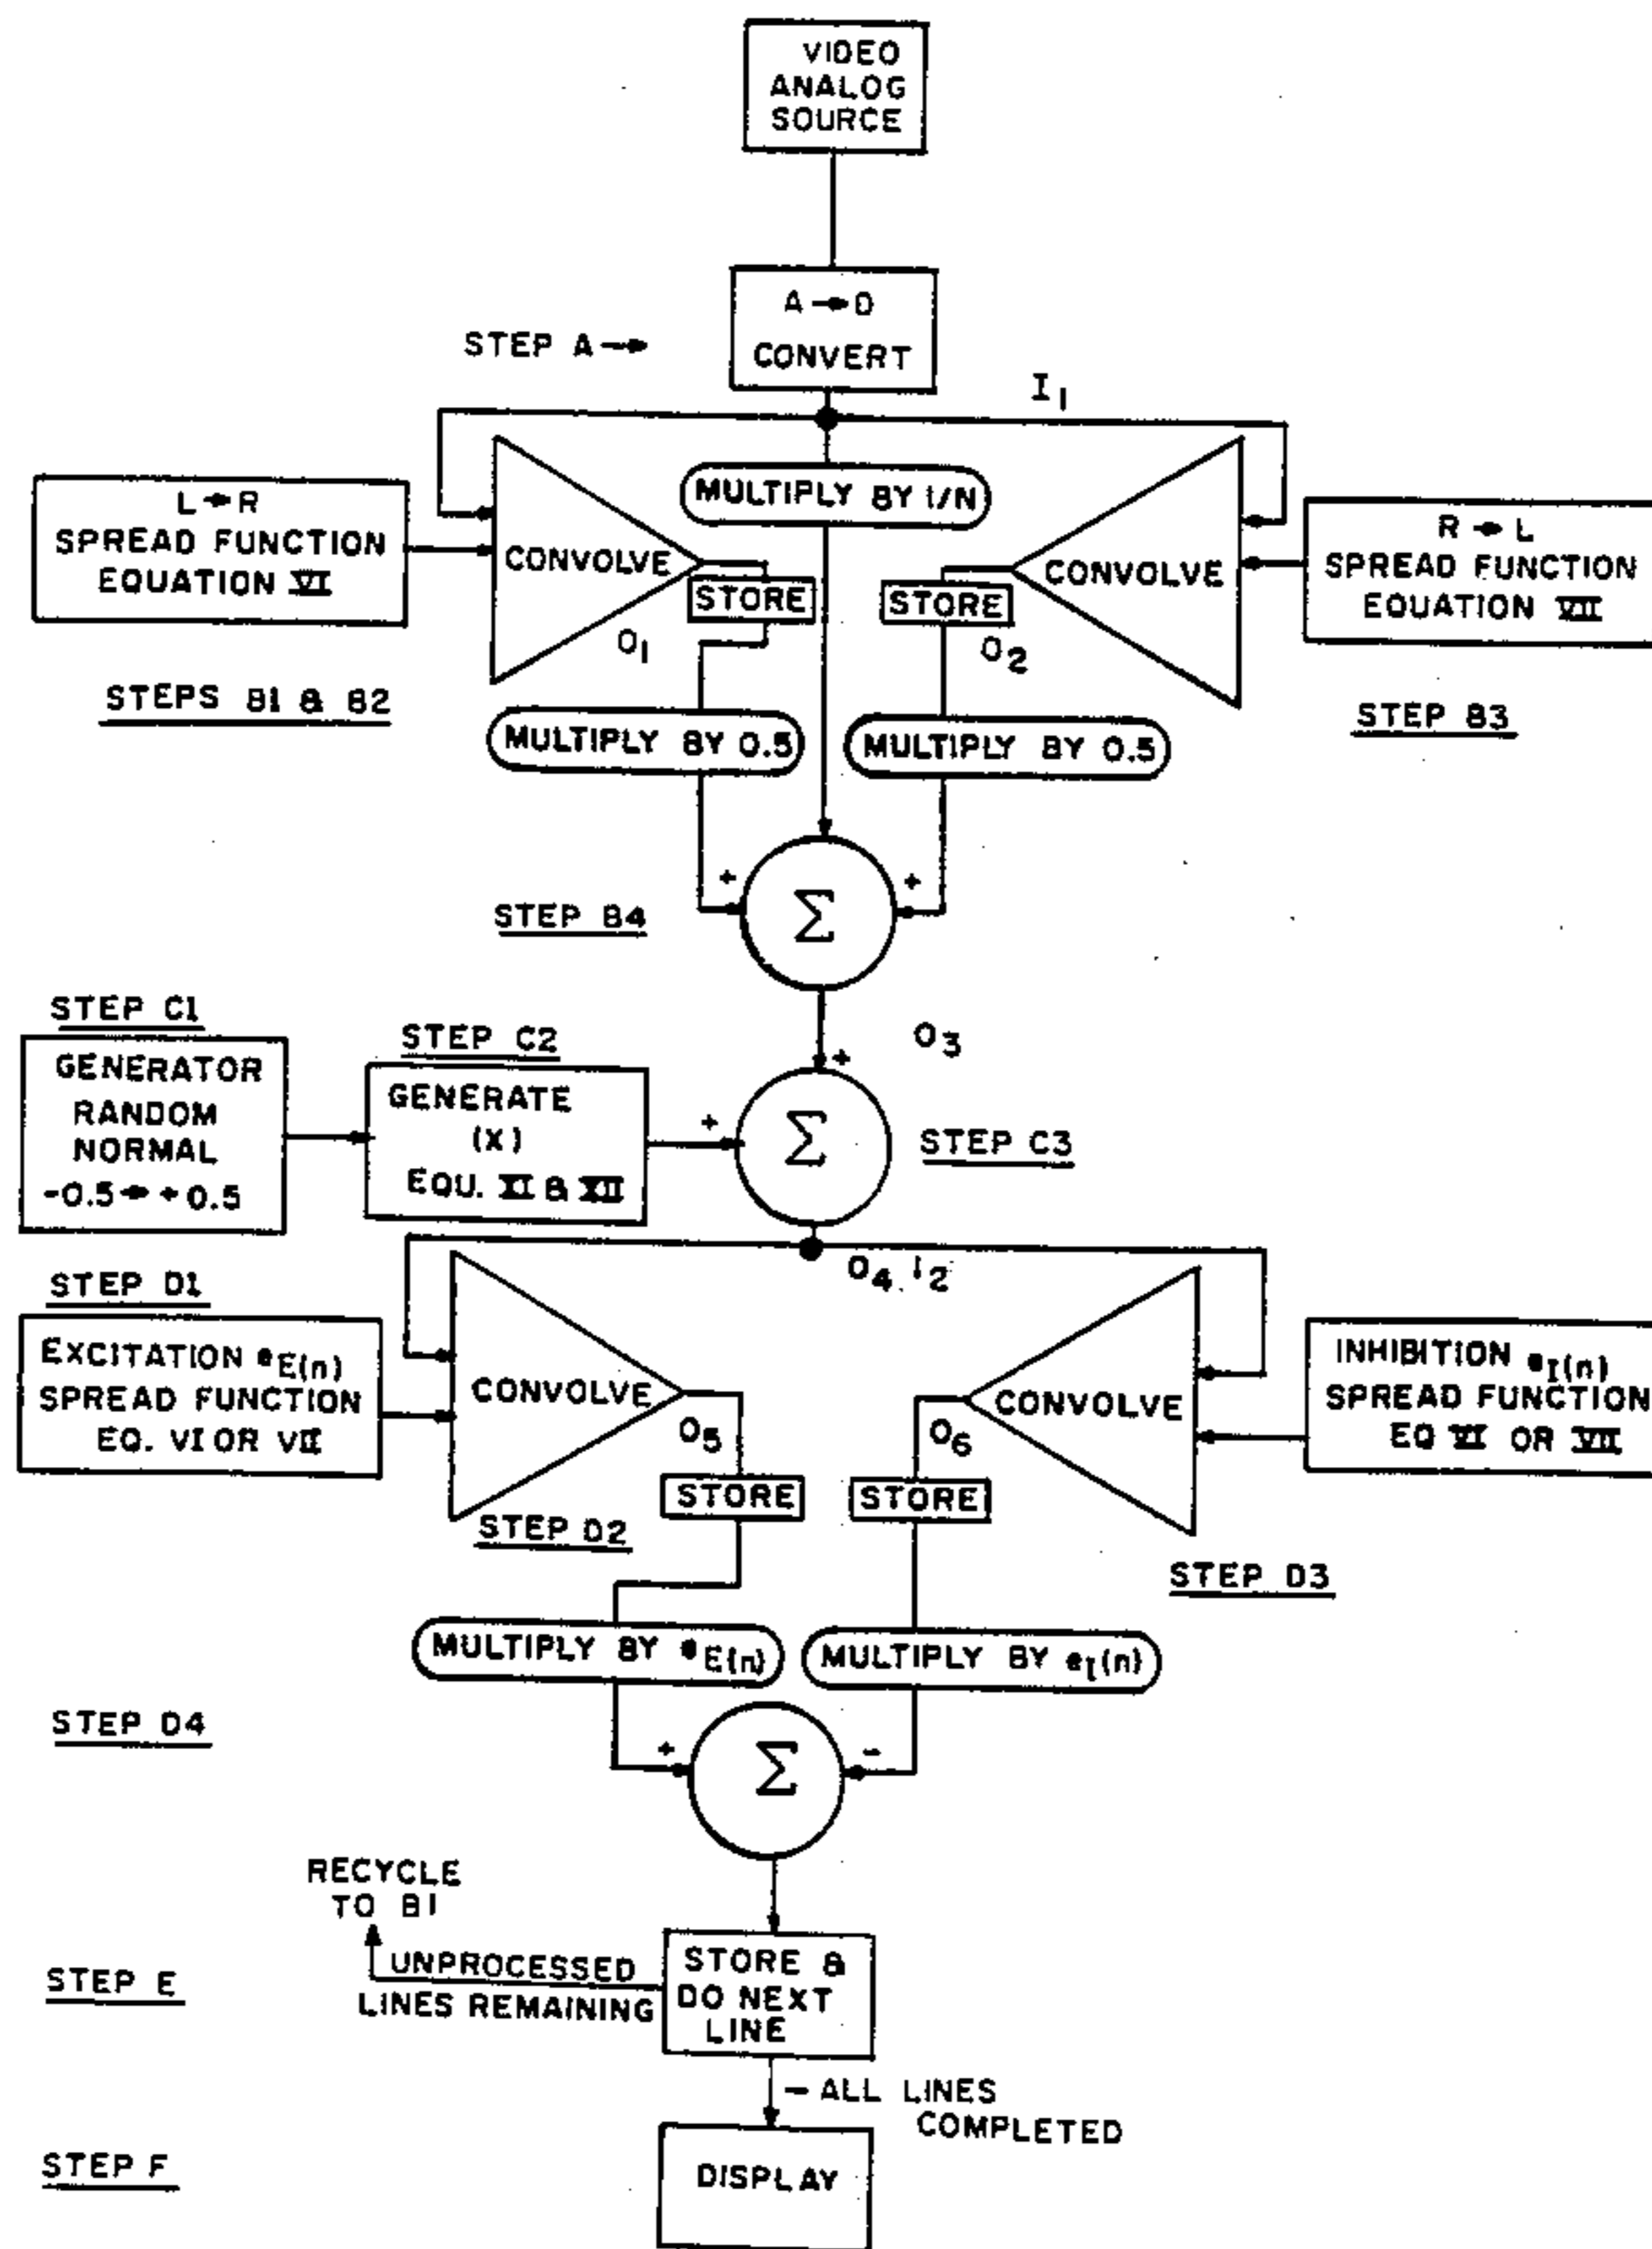 VIDEO
ANALOG
SOURCE
A → D
CONVERT
STEP A →
I1
L → R
SPREAD FUNCTION
EQUATION VI
CONVOLVE
MULTIPLY BY 1/N
CONVOLVE
R → L
SPREAD FUNCTION
EQUATION VII
STORE
STORE
O1
O2
STEPS B1 & B2
STEP B3
MULTIPLY BY 0.5
MULTIPLY BY 0.5
+
+
Σ
STEP B4
O3
STEP C1
GENERATOR
RANDOM
NORMAL
-0.5 → +0.5
STEP C2
GENERATE
(X)
EQU. XI & XII
+
+
Σ
STEP C3
O4, I2
STEP D1
EXCITATION eE(n)
SPREAD FUNCTION
EQ. VI OR VII
CONVOLVE
CONVOLVE
INHIBITION eI(n)
SPREAD FUNCTION
EQ VI OR VII
O5
O6
STORE
STORE
STEP D2
STEP D3
MULTIPLY BY eE(n)
MULTIPLY BY eI(n)
STEP D4
+
-
Σ
RECYCLE
TO B1
UNPROCESSED
LINES REMAINING
STEP E
STORE &
DO NEXT
LINE
- ALL LINES
COMPLETED
STEP F
DISPLAY